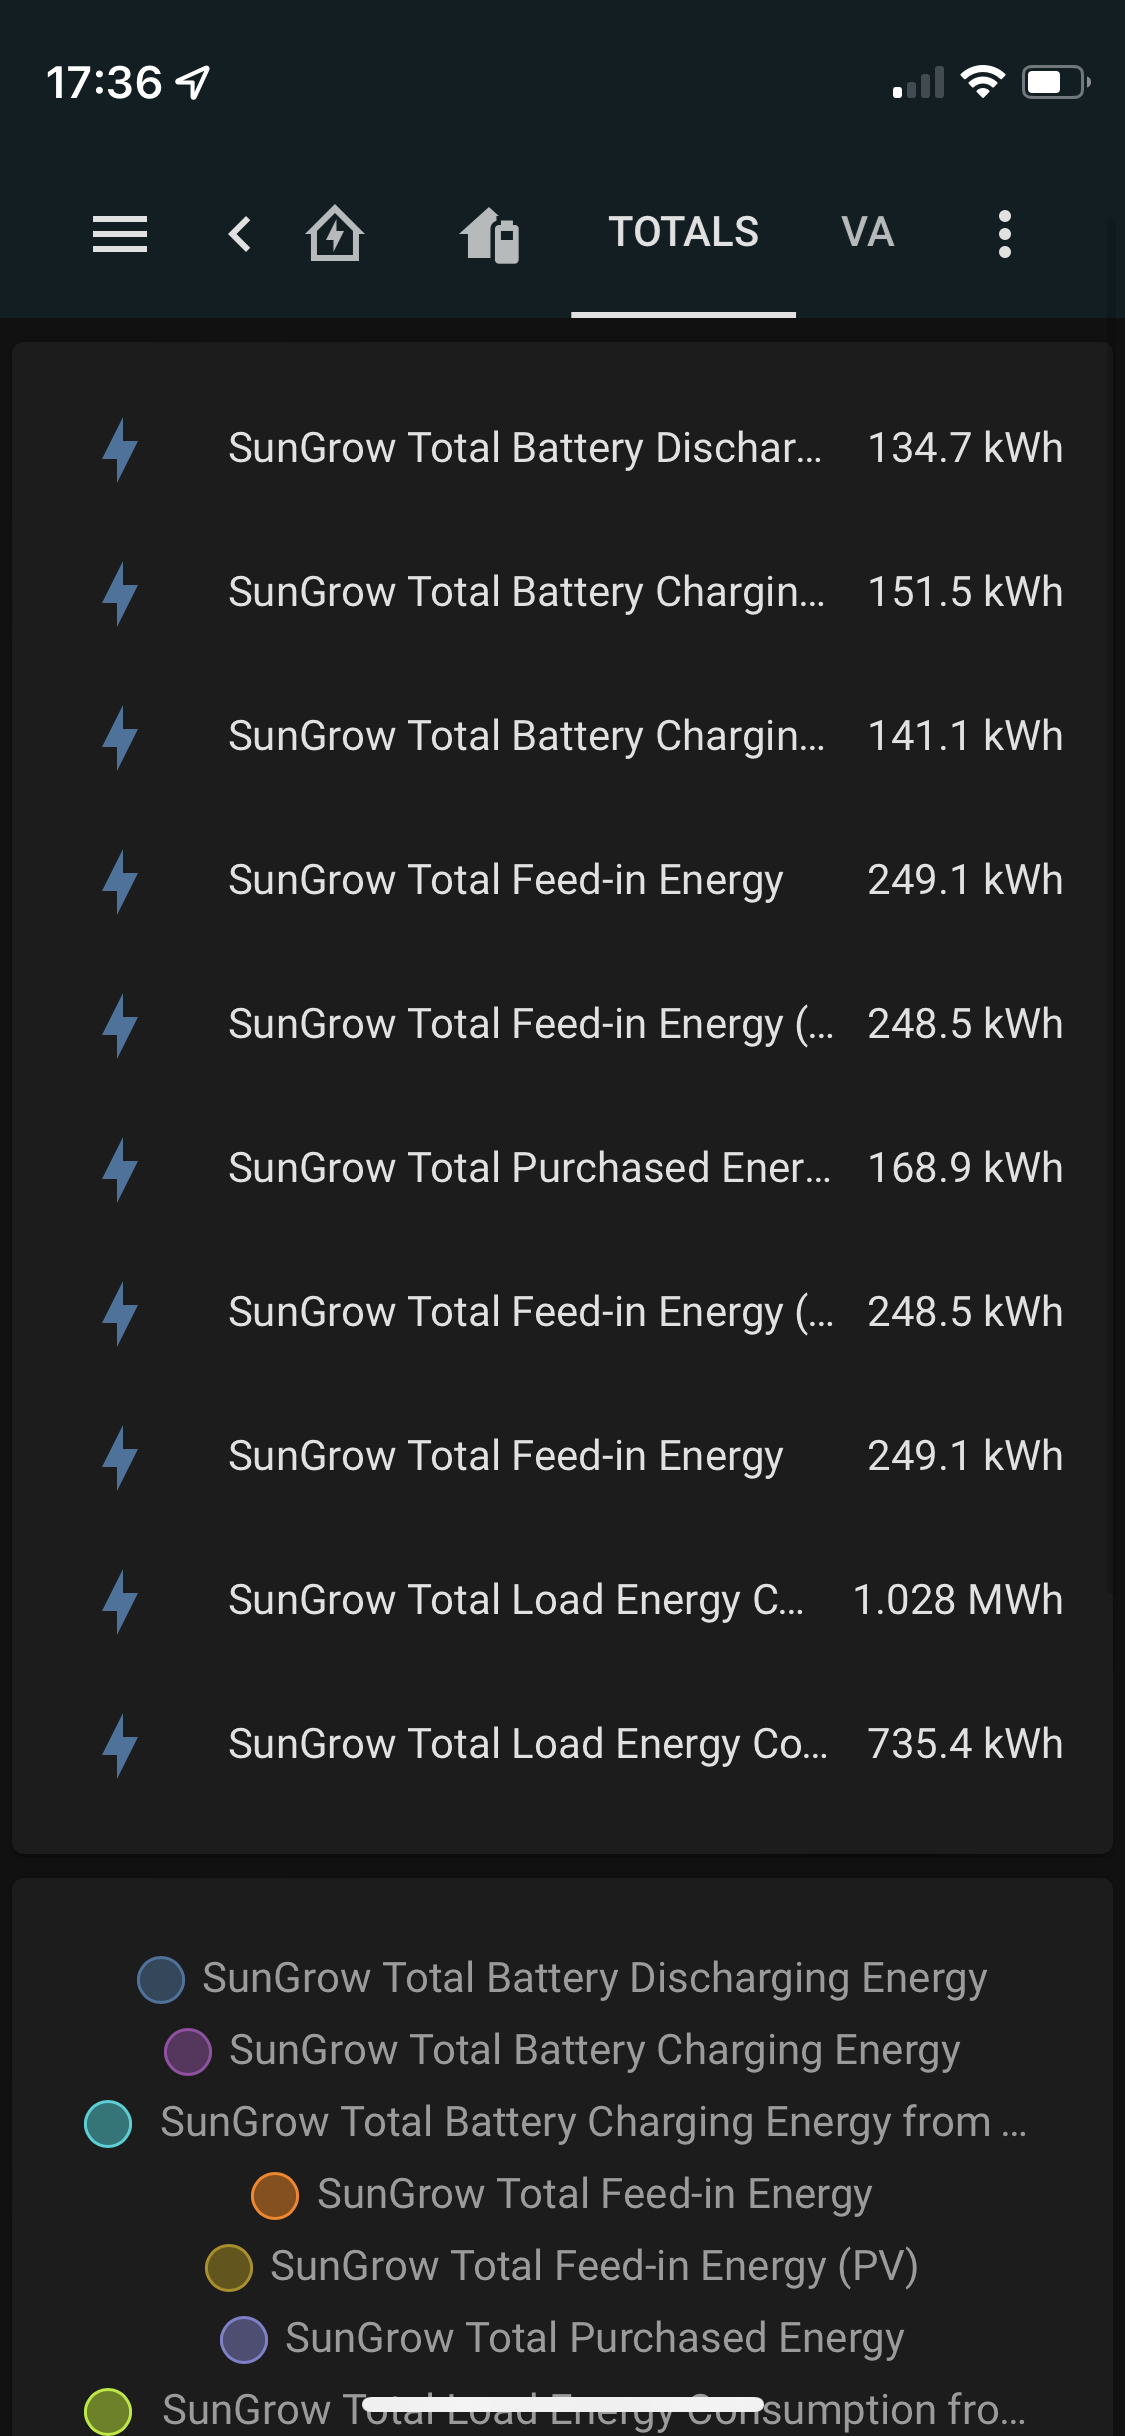 17:36
TOTALS VA
SunGrow Total Battery Dischar... 134.7 kWh
SunGrow Total Battery Chargin... 151.5 kWh
SunGrow Total Battery Chargin... 141.1 kWh
SunGrow Total Feed-in Energy 249.1 kWh
SunGrow Total Feed-in Energy (... 248.5 kWh
SunGrow Total Purchased Ener... 168.9 kWh
SunGrow Total Feed-in Energy (... 248.5 kWh
SunGrow Total Feed-in Energy 249.1 kWh
SunGrow Total Load Energy C... 1.028 MWh
SunGrow Total Load Energy Co... 735.4 kWh
SunGrow Total Battery Discharging Energy
SunGrow Total Battery Charging Energy
SunGrow Total Battery Charging Energy from ...
SunGrow Total Feed-in Energy
SunGrow Total Feed-in Energy (PV)
SunGrow Total Purchased Energy
SunGrow Total Load Energy Consumption fro...